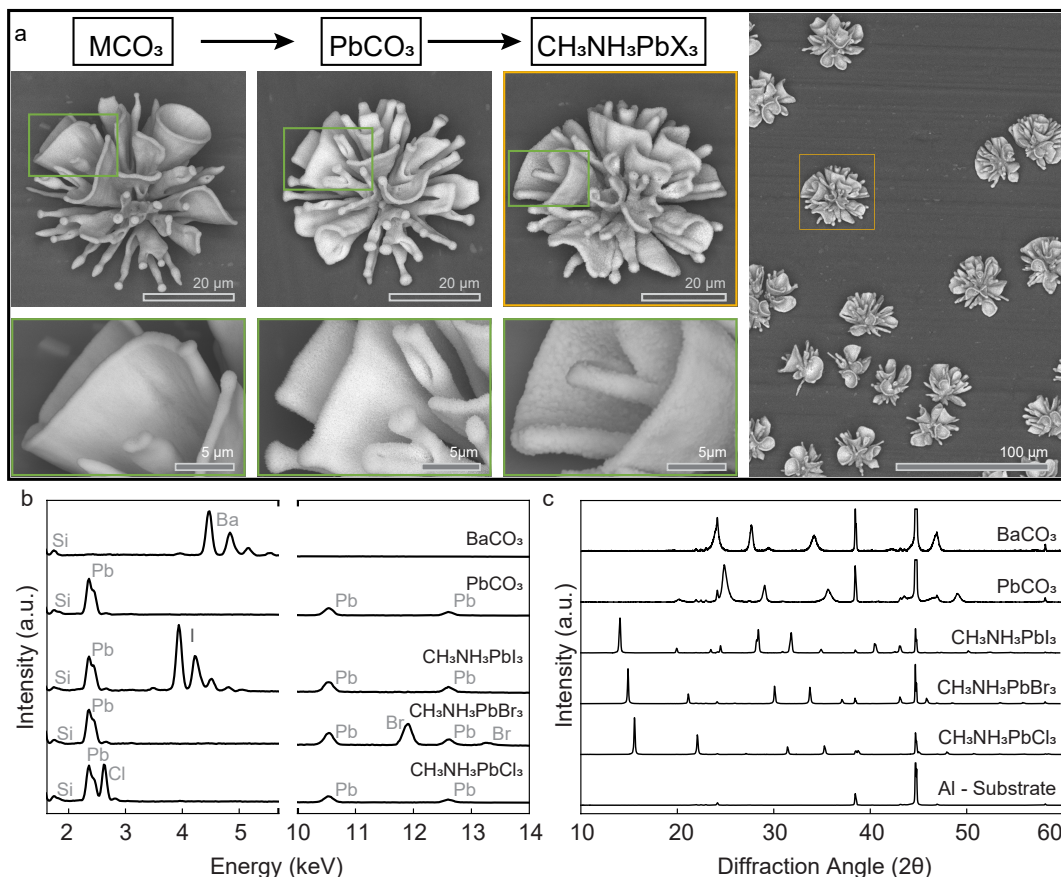 a
MCO₃
PbCO₃
CH₃NH₃PbX₃
20 µm
20 µm
20 µm
5µm
5µm
5µm
100 µm
b
Intensity (a.u.)
Si
Ba
BaCO₃
Si
Pb
PbCO₃
Pb
Pb
Si
Pb
I
CH₃NH₃PbI₃
Pb
Pb
Si
Pb
CH₃NH₃PbBr₃
Pb
Br
Pb
Br
Si
Pb
Cl
CH₃NH₃PbCl₃
Pb
Pb
2 3 4 5 10 11 12 13 14
Energy (keV)
c
Intensity (a.u.)
BaCO₃
PbCO₃
CH₃NH₃PbI₃
CH₃NH₃PbBr₃
CH₃NH₃PbCl₃
Al - Substrate
10 20 30 40 50 60
Diffraction Angle (2θ)